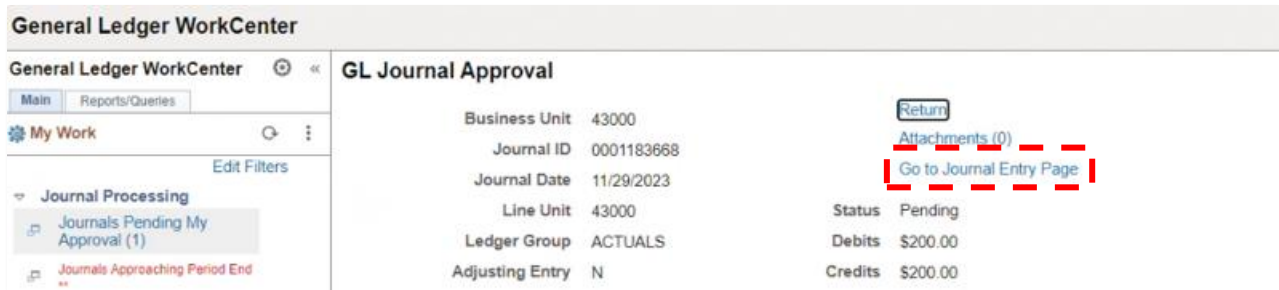 General Ledger WorkCenter
General Ledger WorkCenter «
Main Reports/Queries
My Work
Edit Filters
Journal Processing
Journals Pending My
Approval (1)
Journals Approaching Period End
**
GL Journal Approval
Business Unit 43000
Return
Journal ID 0001183668
Attachments (0)
Journal Date 11/29/2023
Go to Journal Entry Page
Line Unit 43000 Status Pending
Ledger Group ACTUALS Debits $200.00
Adjusting Entry N Credits $200.00